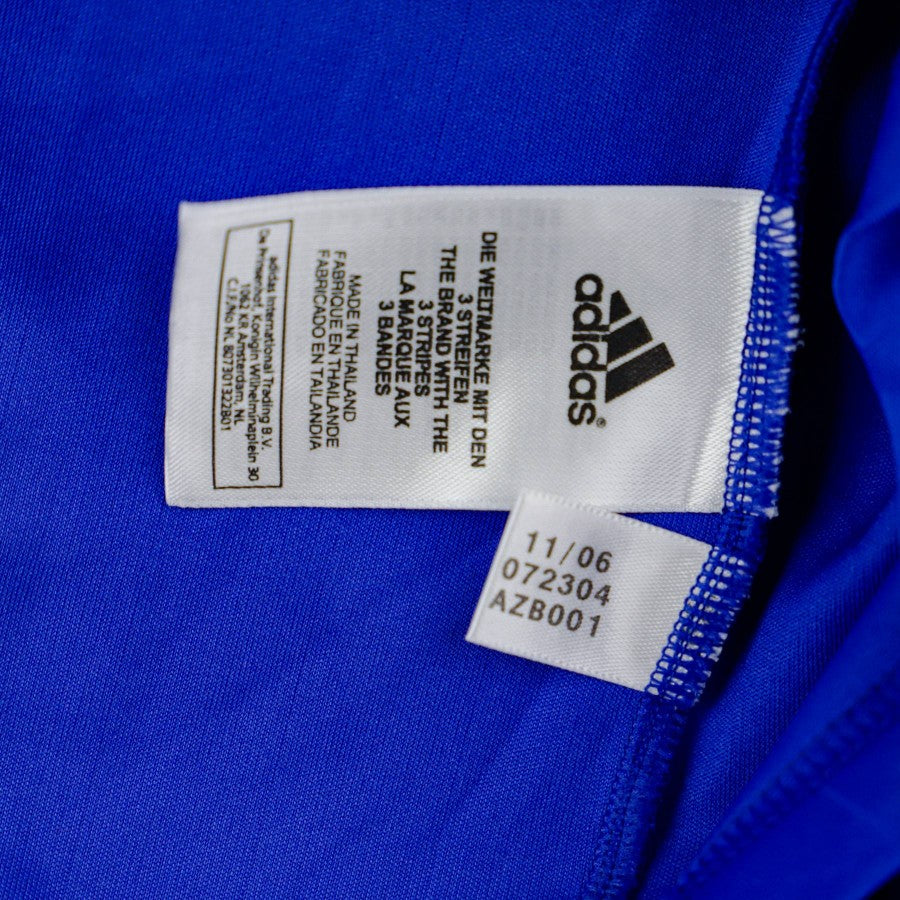 adidas®
DIE WELTMARKE MIT DEN
3 STREIFEN
THE BRAND WITH THE
3 STRIPES
LA MARQUE AUX
3 BANDES
MADE IN THAILAND
FABRIQUE EN THAILANDE
FABRICADO EN TAILANDIA
adidas International Trading B.V.
Die Prinsenhof, Konigin Wilhelminaplein 30
1062 KR Amsterdam, NL
C.I.F./No NL 807301322B01
11/06
072304
AZB001